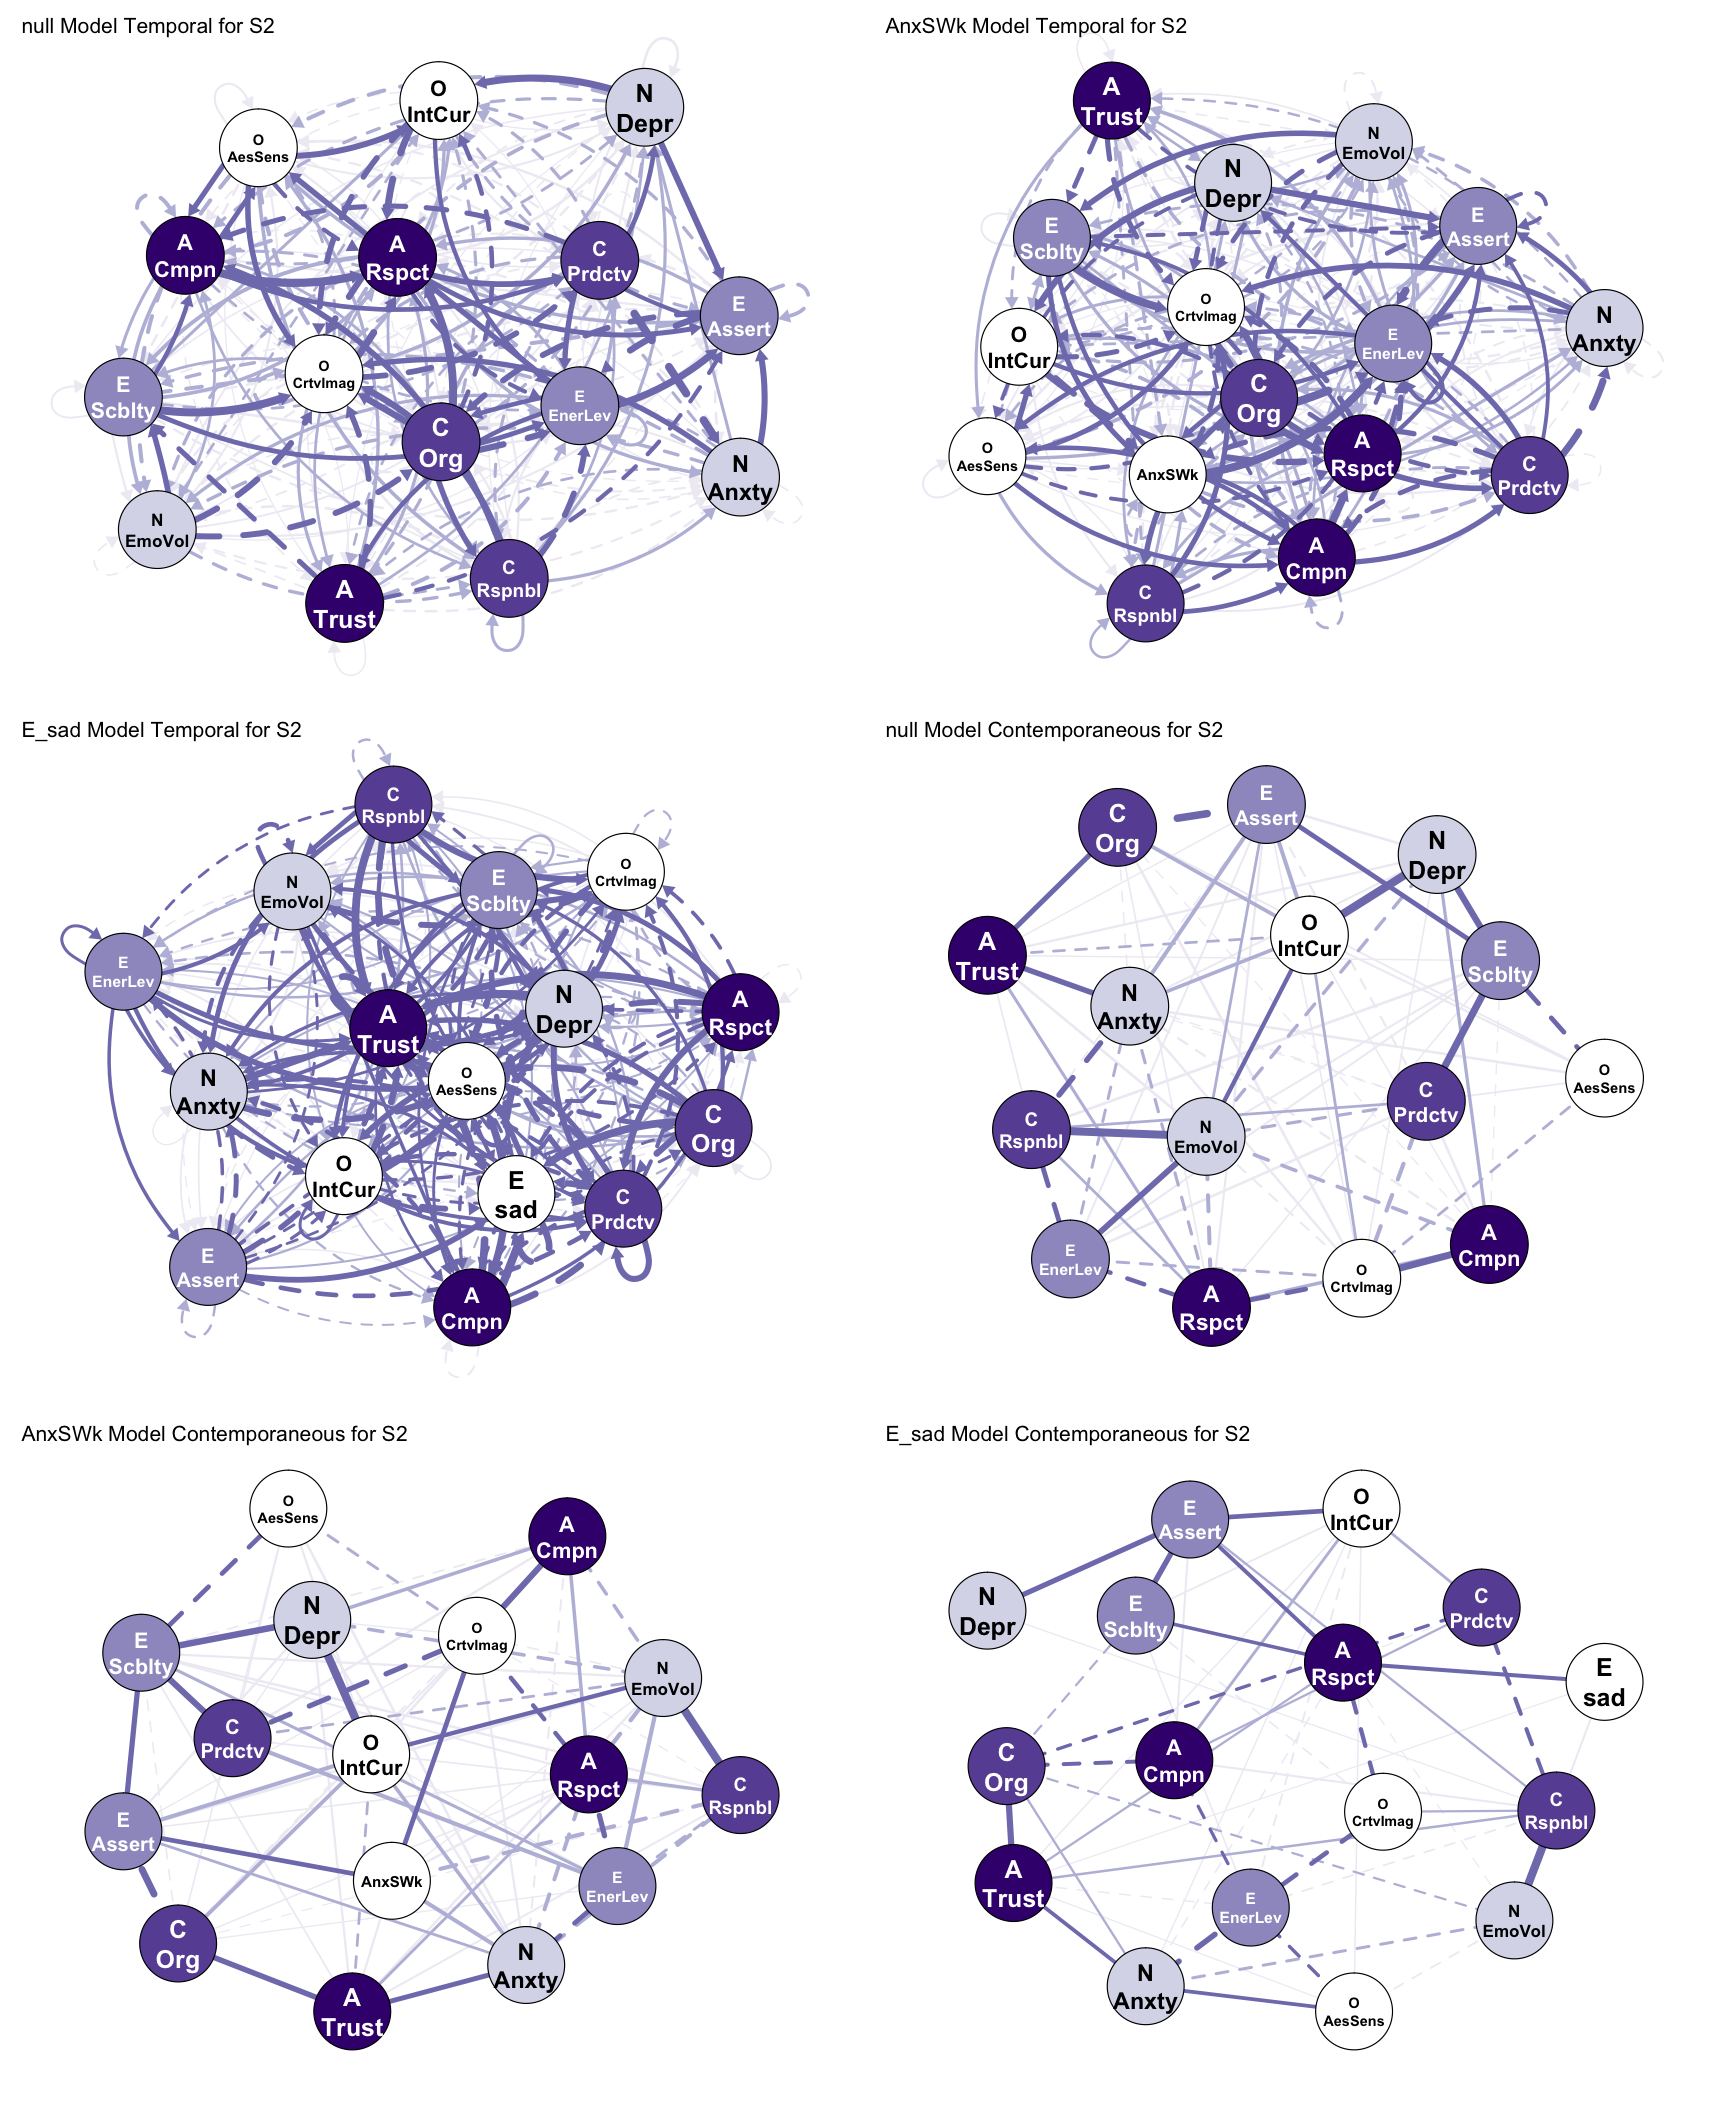 null Model Temporal for S2
O
IntCur
N
Depr
O
AesSens
A
Cmpn
A
Rspct
C
Prdctv
E
Assert
E
Scblty
O
CrtvImag
E
EnerLev
C
Org
N
Anxty
N
EmoVol
C
Rspnbl
A
Trust
AnxSWk Model Temporal for S2
A
Trust
N
EmoVol
N
Depr
E
Scblty
E
Assert
O
CrtvImag
N
Anxty
O
IntCur
E
EnerLev
C
Org
O
AesSens
A
Rspct
AnxSWk
C
Prdctv
A
Cmpn
C
Rspnbl
E_sad Model Temporal for S2
C
Rspnbl
O
CrtvImag
N
EmoVol
E
Scblty
E
EnerLev
A
Trust
N
Depr
A
Rspct
O
AesSens
N
Anxty
C
Org
O
IntCur
E
sad
C
Prdctv
E
Assert
A
Cmpn
null Model Contemporaneous for S2
E
Assert
C
Org
N
Depr
O
IntCur
A
Trust
E
Scblty
N
Anxty
O
AesSens
C
Prdctv
C
Rspnbl
N
EmoVol
A
Cmpn
E
EnerLev
O
CrtvImag
A
Rspct
AnxSWk Model Contemporaneous for S2
O
AesSens
A
Cmpn
N
Depr
O
CrtvImag
E
Scblty
N
EmoVol
C
Prdctv
O
IntCur
A
Rspct
C
Rspnbl
E
Assert
AnxSWk
E
EnerLev
C
Org
N
Anxty
A
Trust
E_sad Model Contemporaneous for S2
O
IntCur
E
Assert
N
Depr
E
Scblty
C
Prdctv
A
Rspct
E
sad
C
Org
A
Cmpn
O
CrtvImag
C
Rspnbl
A
Trust
E
EnerLev
N
EmoVol
N
Anxty
O
AesSens